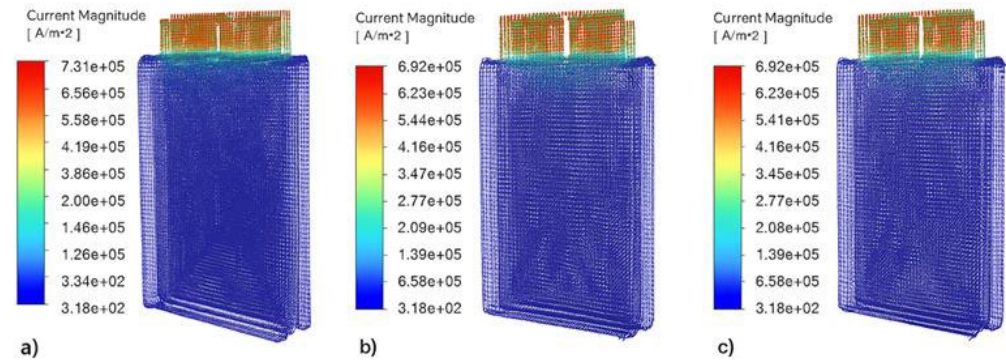 Current Magnitude
[ A/m•2 ]
7.31e+05
6.56e+05
5.58e+05
4.19e+05
3.86e+05
2.00e+05
1.46e+05
1.26e+05
3.34e+02
3.18e+02
a)
Current Magnitude
[ A/m•2 ]
6.92e+05
6.23e+05
5.44e+05
4.16e+05
3.47e+05
2.77e+05
2.09e+05
1.39e+05
6.58e+05
3.18e+02
b)
Current Magnitude
[ A/m•2 ]
6.92e+05
6.23e+05
5.41e+05
4.16e+05
3.45e+05
2.77e+05
2.08e+05
1.39e+05
6.58e+05
3.18e+02
c)